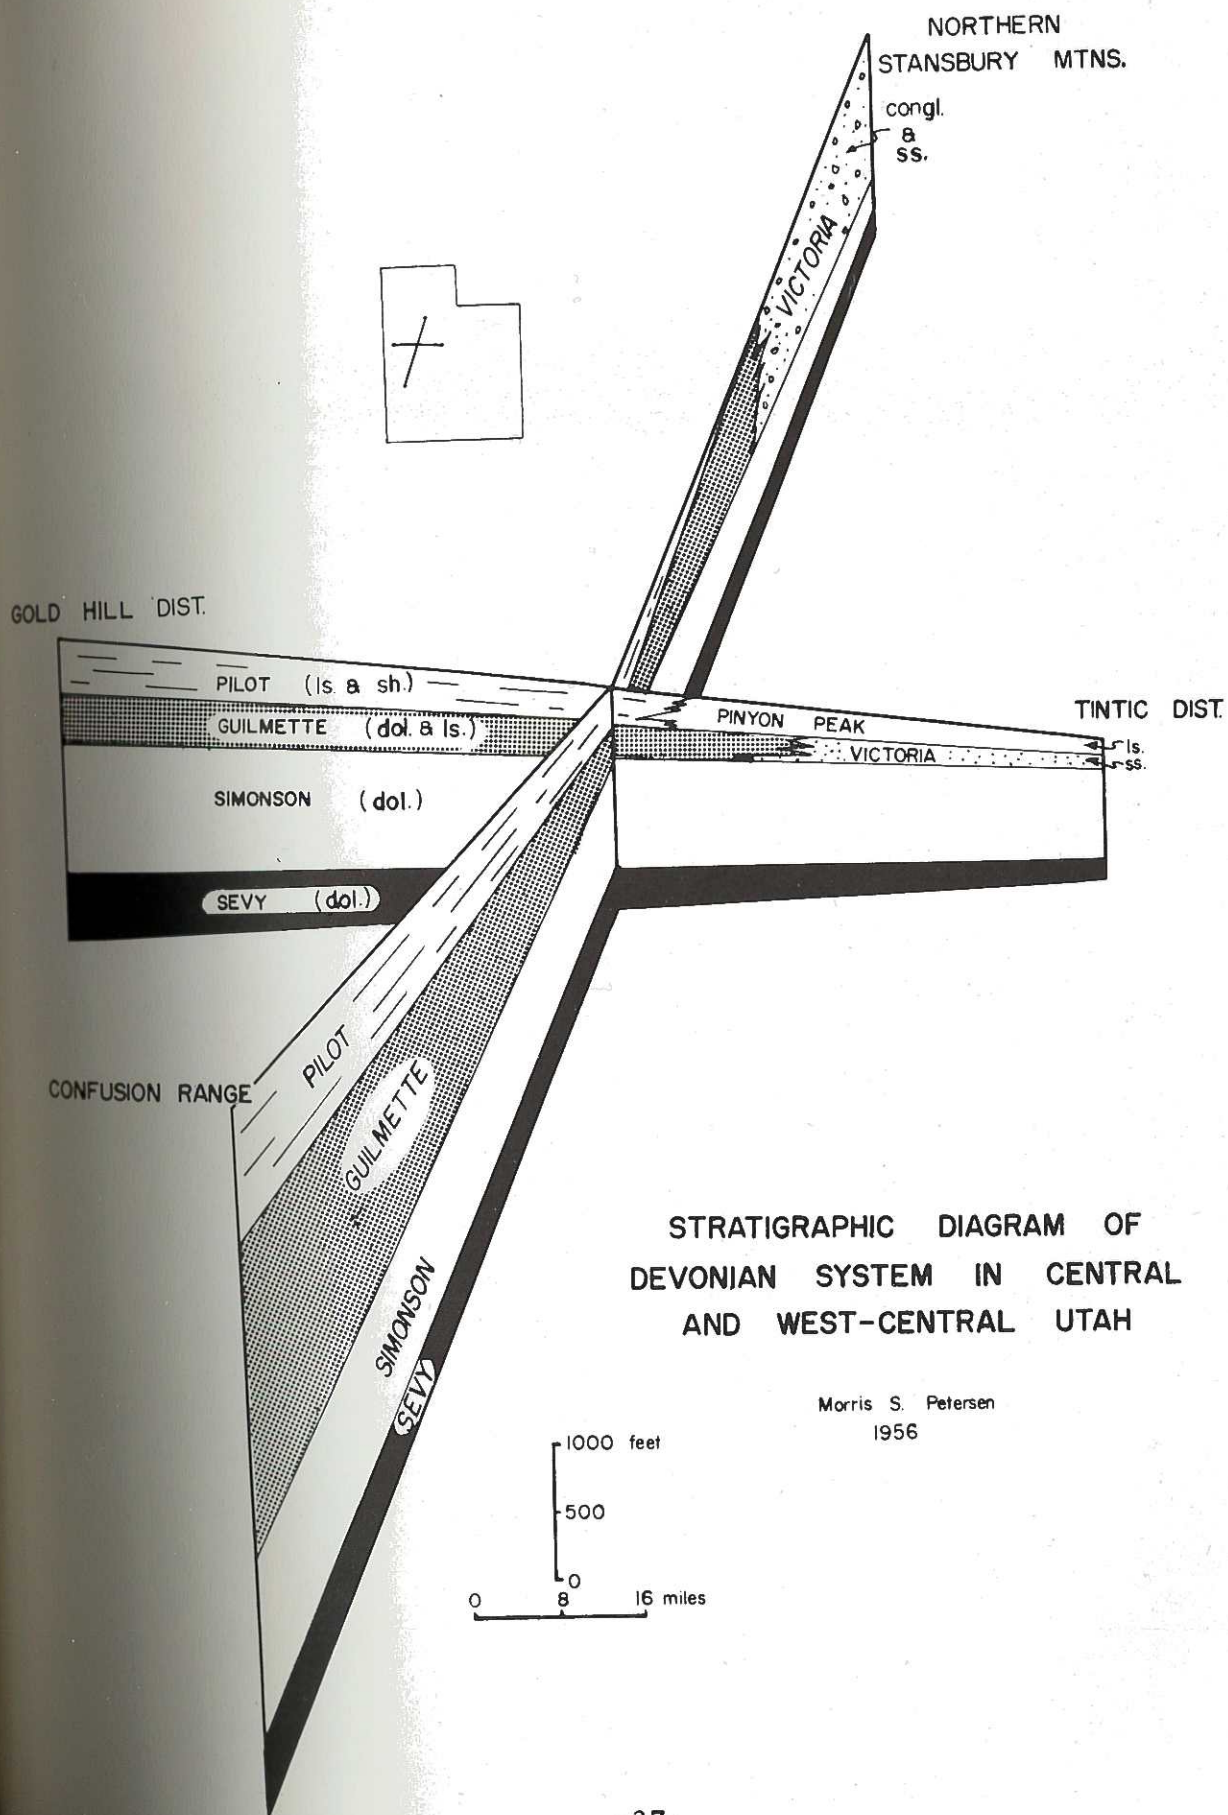 NORTHERN
STANSBURY MTNS.
congl.
&
ss.
VICTORIA
GOLD HILL DIST.
PILOT (ls. & sh.)
GUILMETTE (dol. & ls.)
SIMONSON (dol.)
SEVY (dol.)
PINYON PEAK
VICTORIA
TINTIC DIST.
ls.
ss.
CONFUSION RANGE
PILOT
GUILMETTE
SIMONSON
SEVY
STRATIGRAPHIC DIAGRAM OF
DEVONIAN SYSTEM IN CENTRAL
AND WEST-CENTRAL UTAH
Morris S. Petersen
1956
1000 feet
500
0
0 8 16 miles